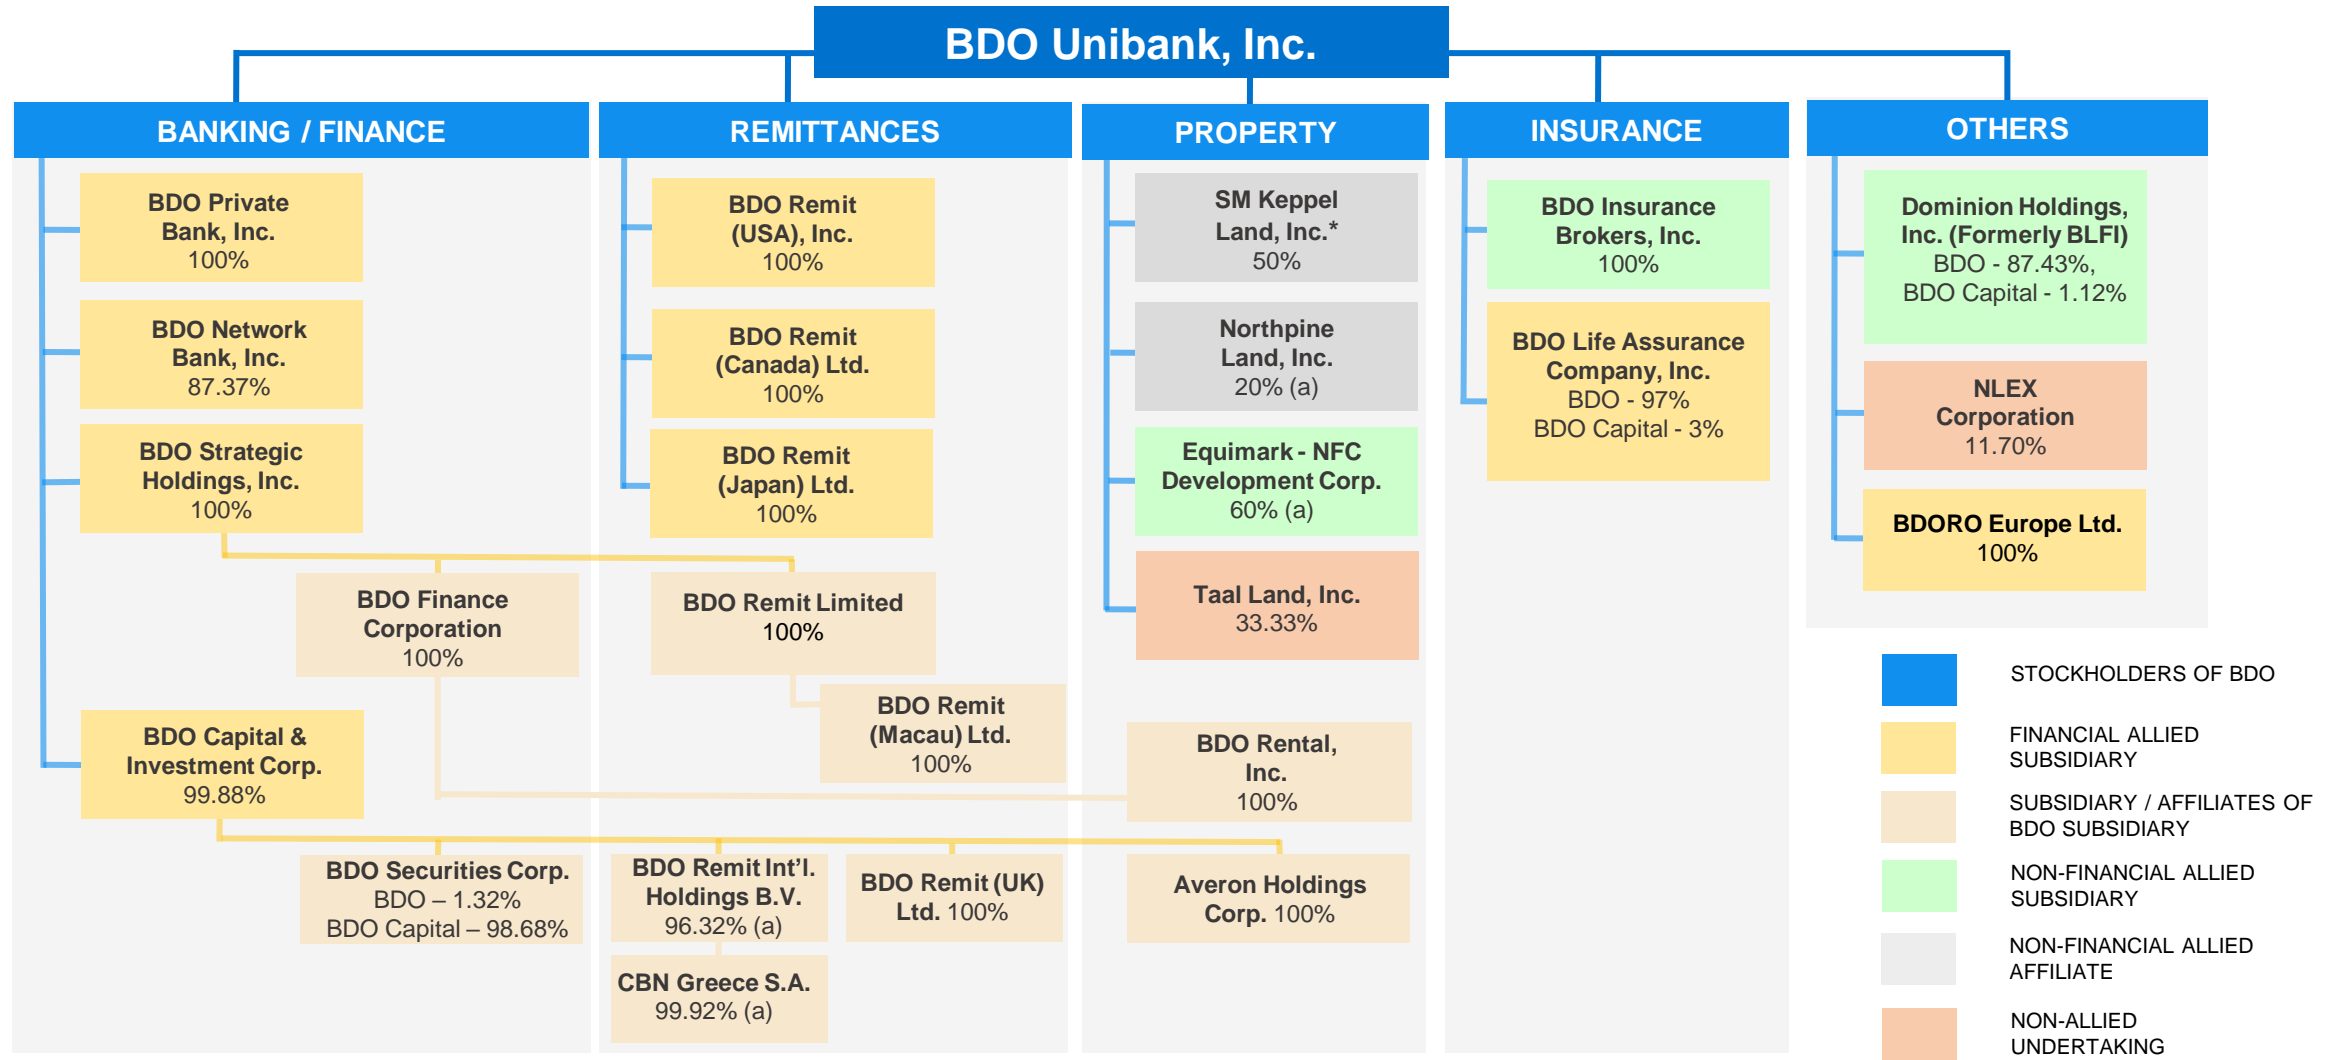 BDO Unibank, Inc.
BANKING / FINANCE
BDO Private
Bank, Inc.
100%
BDO Network
Bank, Inc.
87.37%
BDO Strategic
Holdings, Inc.
100%
BDO Finance
Corporation
100%
BDO Capital &
Investment Corp.
99.88%
BDO Securities Corp.
BDO – 1.32%
BDO Capital – 98.68%
REMITTANCES
BDO Remit
(USA), Inc.
100%
BDO Remit
(Canada) Ltd.
100%
BDO Remit
(Japan) Ltd.
100%
BDO Remit Limited
100%
BDO Remit
(Macau) Ltd.
100%
BDO Remit Int’l.
Holdings B.V.
96.32% (a)
BDO Remit (UK)
Ltd. 100%
CBN Greece S.A.
99.92% (a)
PROPERTY
SM Keppel
Land, Inc.*
50%
Northpine
Land, Inc.
20% (a)
Equimark - NFC
Development Corp.
60% (a)
Taal Land, Inc.
33.33%
BDO Rental,
Inc.
100%
Averon Holdings
Corp. 100%
INSURANCE
BDO Insurance
Brokers, Inc.
100%
BDO Life Assurance
Company, Inc.
BDO - 97%
BDO Capital - 3%
OTHERS
Dominion Holdings,
Inc. (Formerly BLFI)
BDO - 87.43%,
BDO Capital - 1.12%
NLEX
Corporation
11.70%
BDORO Europe Ltd.
100%
STOCKHOLDERS OF BDO
FINANCIAL ALLIED
SUBSIDIARY
SUBSIDIARY / AFFILIATES OF
BDO SUBSIDIARY
NON-FINANCIAL ALLIED
SUBSIDIARY
NON-FINANCIAL ALLIED
AFFILIATE
NON-ALLIED
UNDERTAKING